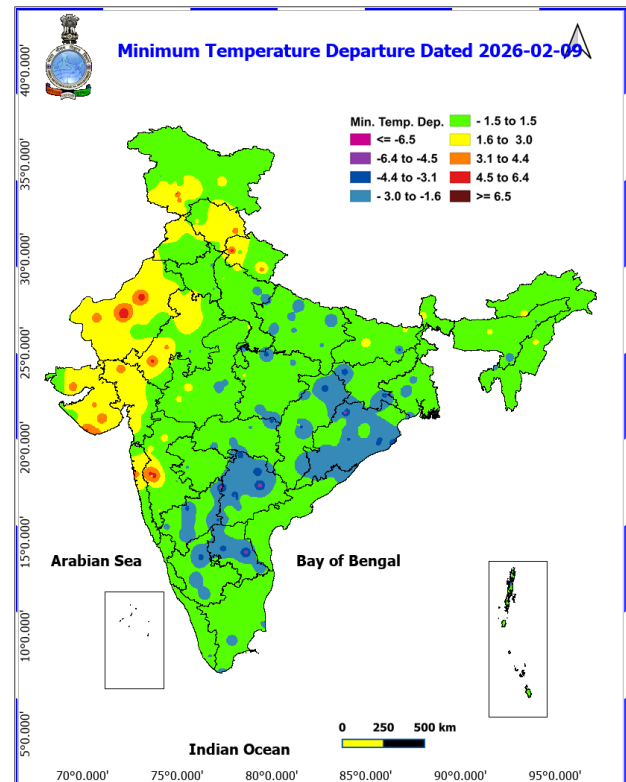 Minimum Temperature Departure Dated 2026-02-09
Min. Temp. Dep.
<= -6.5
-6.4 to -4.5
-4.4 to -3.1
- 3.0 to -1.6
- 1.5 to 1.5
1.6 to 3.0
3.1 to 4.4
4.5 to 6.4
>= 6.5
40°0.000'
35°0.000'
30°0.000'
25°0.000'
20°0.000'
15°0.000'
10°0.000'
5°0.000'
Arabian Sea
Bay of Bengal
0 250 500 km
Indian Ocean
70°0.000' 75°0.000' 80°0.000' 85°0.000' 90°0.000' 95°0.000'